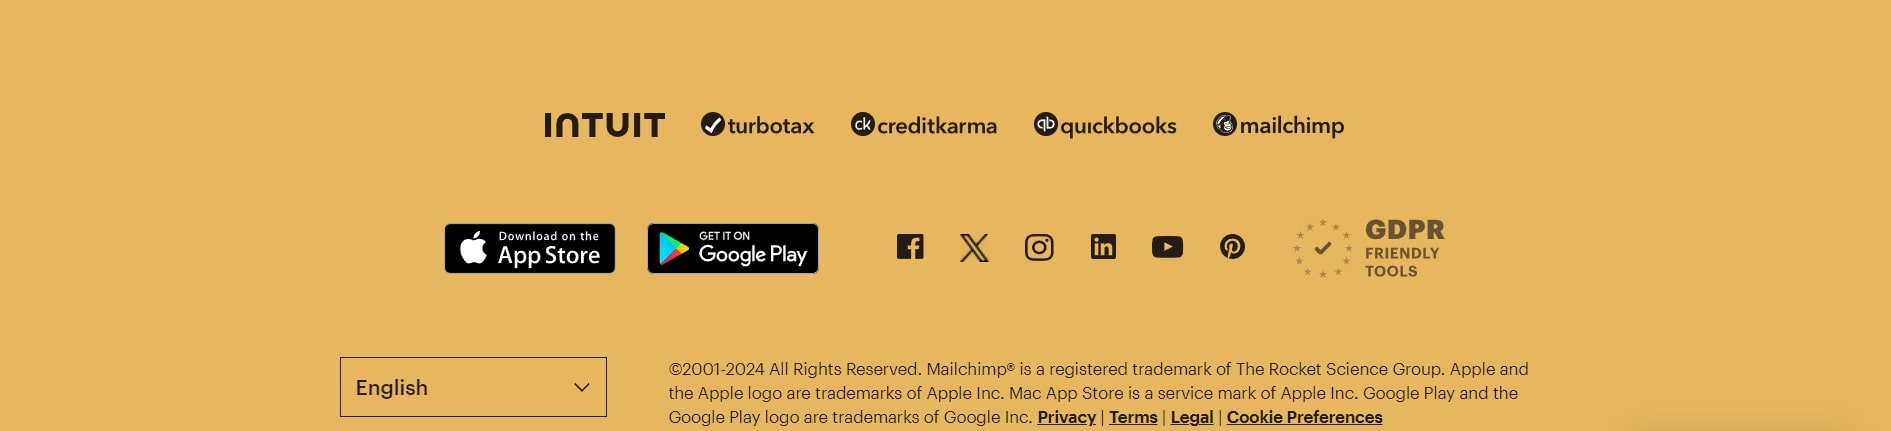 INTUIT turbotax ck creditkarma qb quickbooks mailchimp
Download on the
App Store
GET IT ON
Google Play
in
GDPR
FRIENDLY
TOOLS
English
©2001-2024 All Rights Reserved. Mailchimp® is a registered trademark of The Rocket Science Group. Apple and
the Apple logo are trademarks of Apple Inc. Mac App Store is a service mark of Apple Inc. Google Play and the
Google Play logo are trademarks of Google Inc. Privacy | Terms | Legal | Cookie Preferences